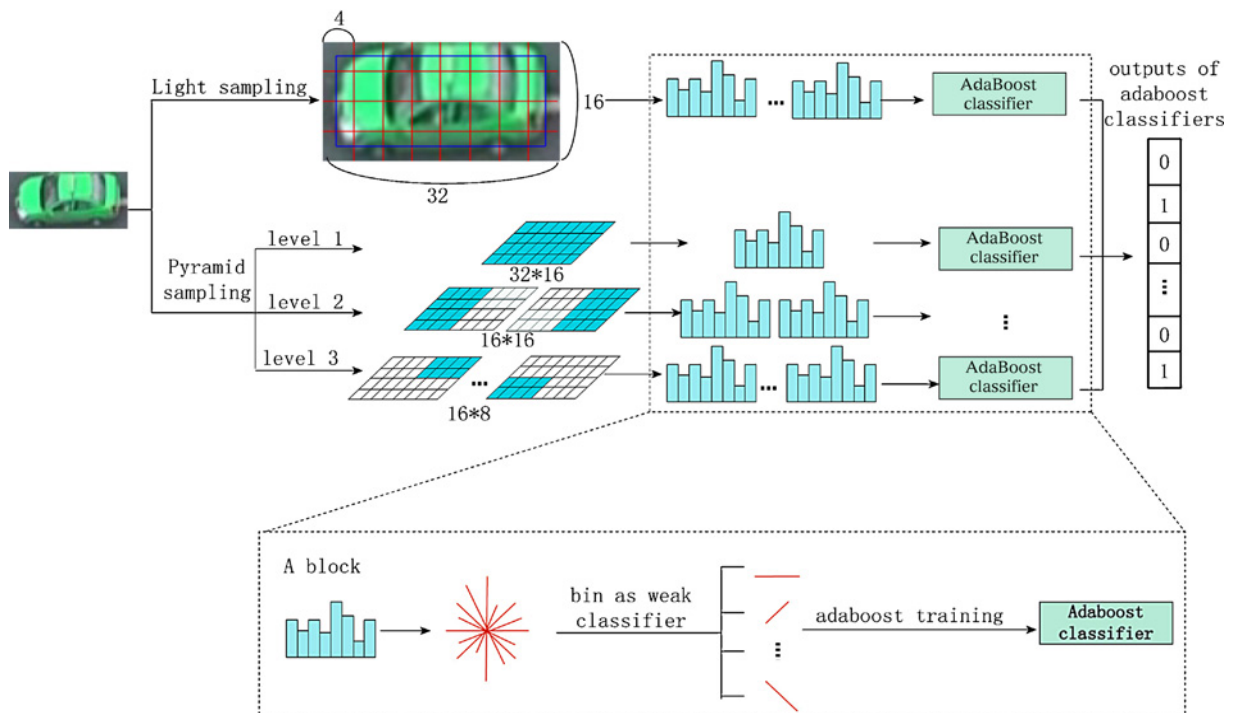 4
Light sampling
16
32
AdaBoost
classifier
outputs of
adaboost
classifiers
0
1
0
...
0
1
Pyramid
sampling
level 1
32*16
AdaBoost
classifier
level 2
16*16
level 3
...
16*8
...
AdaBoost
classifier
A block
bin as weak
classifier
adaboost training
Adaboost
classifier